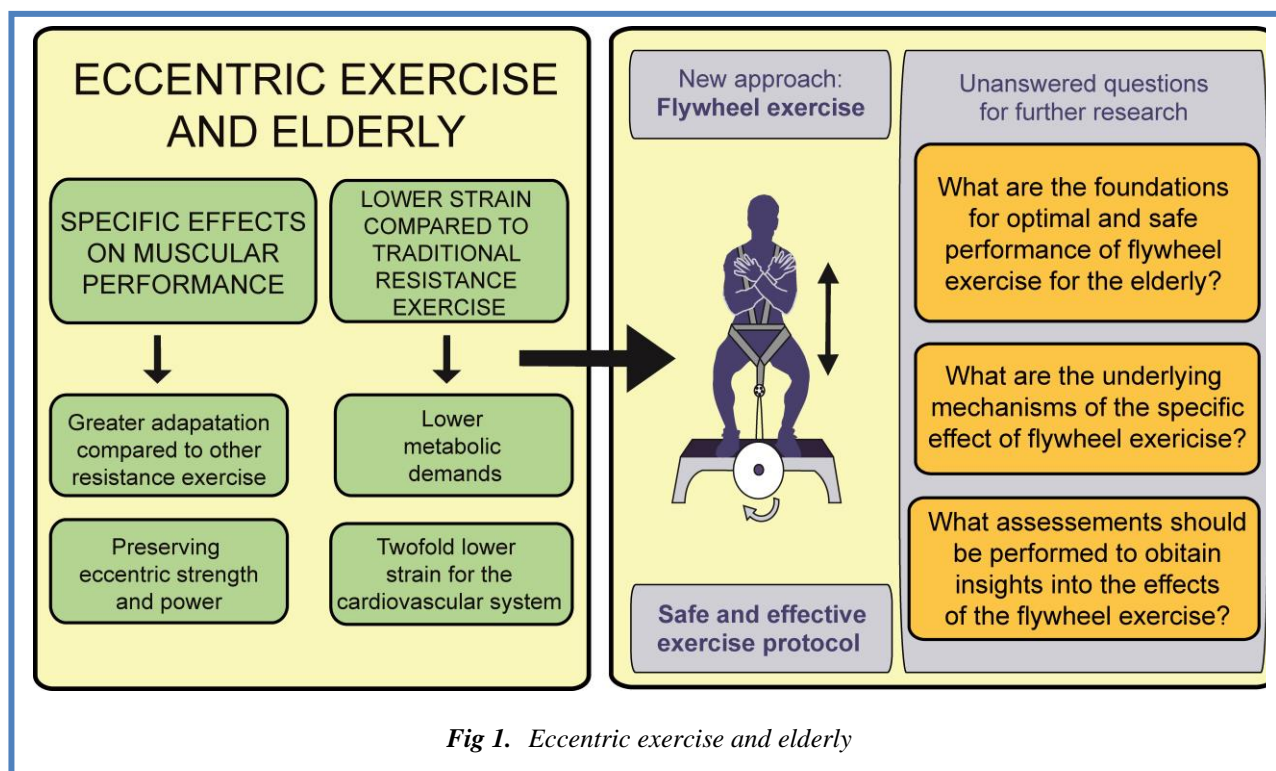 ECCENTRIC EXERCISE
AND ELDERLY
SPECIFIC EFFECTS
ON MUSCULAR
PERFORMANCE
Greater adapatation
compared to other
resistance exercise
Preserving
eccentric strength
and power
LOWER STRAIN
COMPARED TO
TRADITIONAL
RESISTANCE
EXERCISE
Lower
metabolic
demands
Twofold lower
strain for the
cardiovascular system
New approach:
Flywheel exercise
Safe and effective
exercise protocol
Unanswered questions
for further research
What are the foundations
for optimal and safe
performance of flywheel
exercise for the elderly?
What are the underlying
mechanisms of the specific
effect of flywheel exericise?
What assessements should
be performed to obitain
insights into the effects
of the flywheel exercise?
Fig 1. Eccentric exercise and elderly